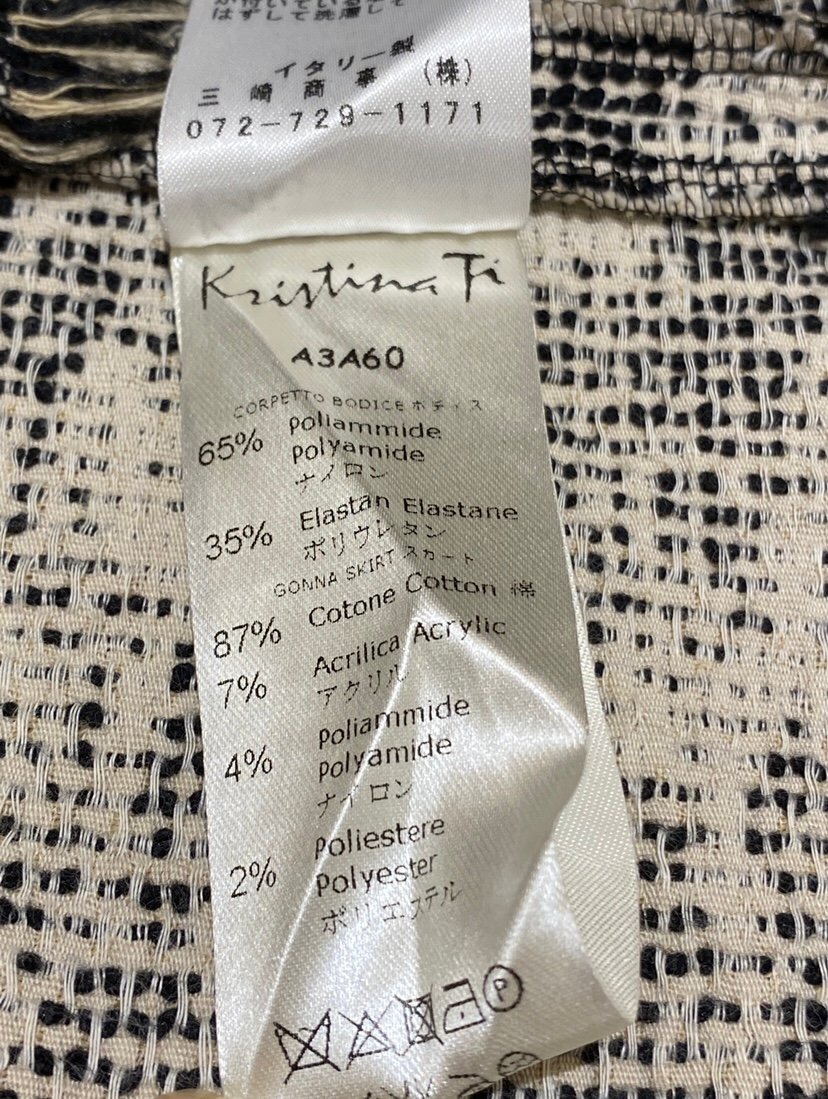 はずして洗濯して
イタリー製
三崎商事(株)
072-729-1171
Kristina Ti
A3A60
CORPETTO BODICE ボディス
65% Poliammide
Polyamide
ナイロン
35% Elastan Elastane
ポリウレタン
GONNA SKIRT スカート
87% Cotone Cotton 綿
7% Acrilica Acrylic
アクリル
4% Poliammide
Polyamide
ナイロン
2% Poliestere
Polyester
ポリエステル
P